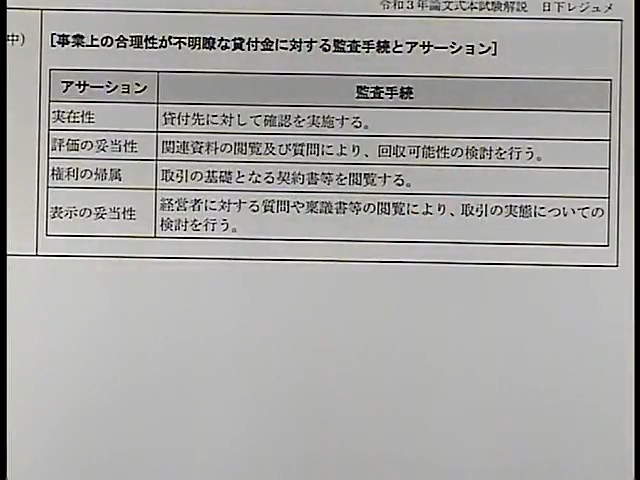 令和３年論文式本試験解説　日下レジュメ
中)
[事業上の合理性が不明瞭な貸付金に対する監査手続とアサーション]
アサーション　監査手続
実在性　貸付先に対して確認を実施する。
評価の妥当性　関連資料の閲覧及び質問により、回収可能性の検討を行う。
権利の帰属　取引の基礎となる契約書等を閲覧する。
表示の妥当性　経営者に対する質問や稟議書等の閲覧により、取引の実態についての
検討を行う。